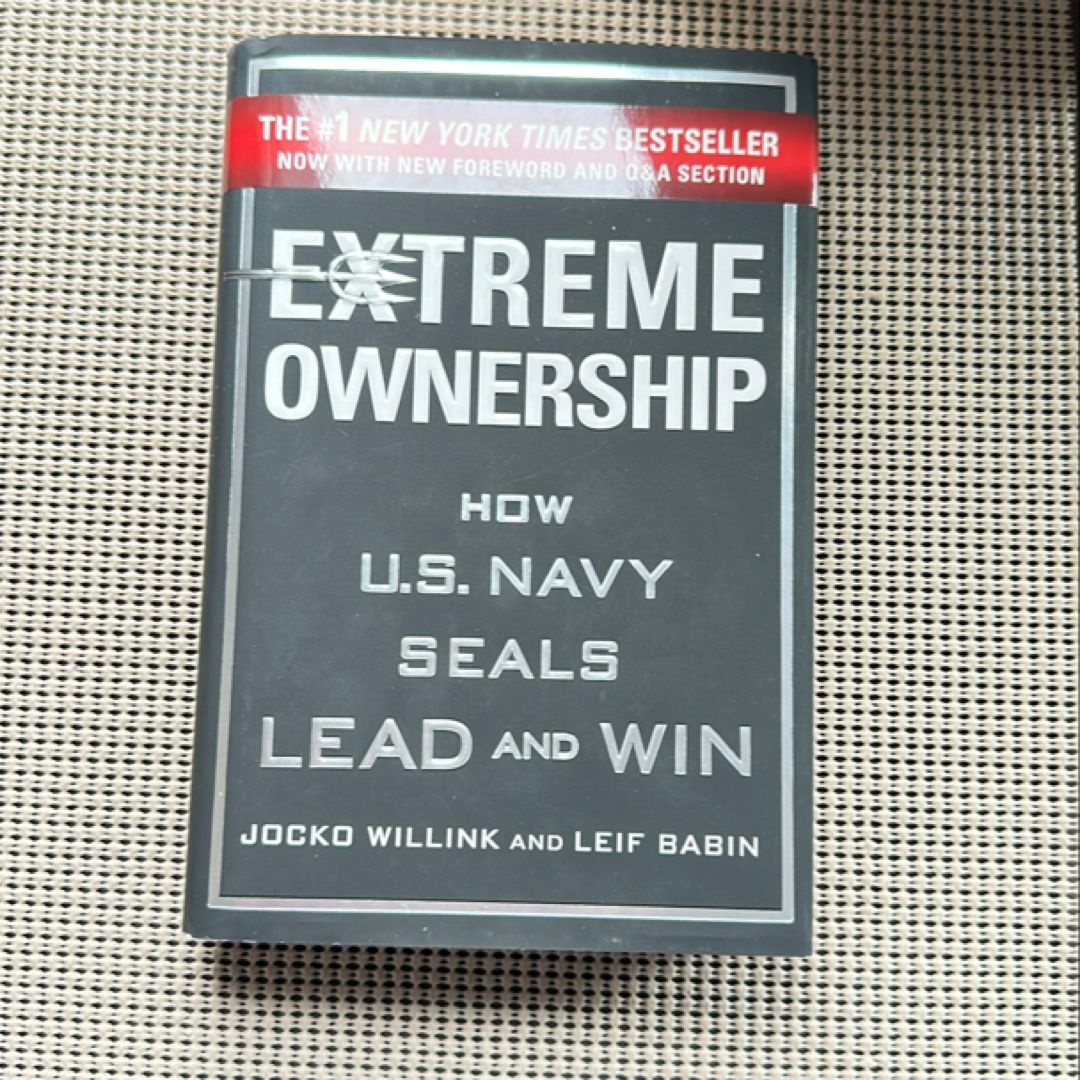 THE #1 NEW YORK TIMES BESTSELLER
NOW WITH NEW FOREWORD AND Q&A SECTION
EXTREME
OWNERSHIP
HOW
U.S. NAVY
SEALS
LEAD AND WIN
JOCKO WILLINK AND LEIF BABIN